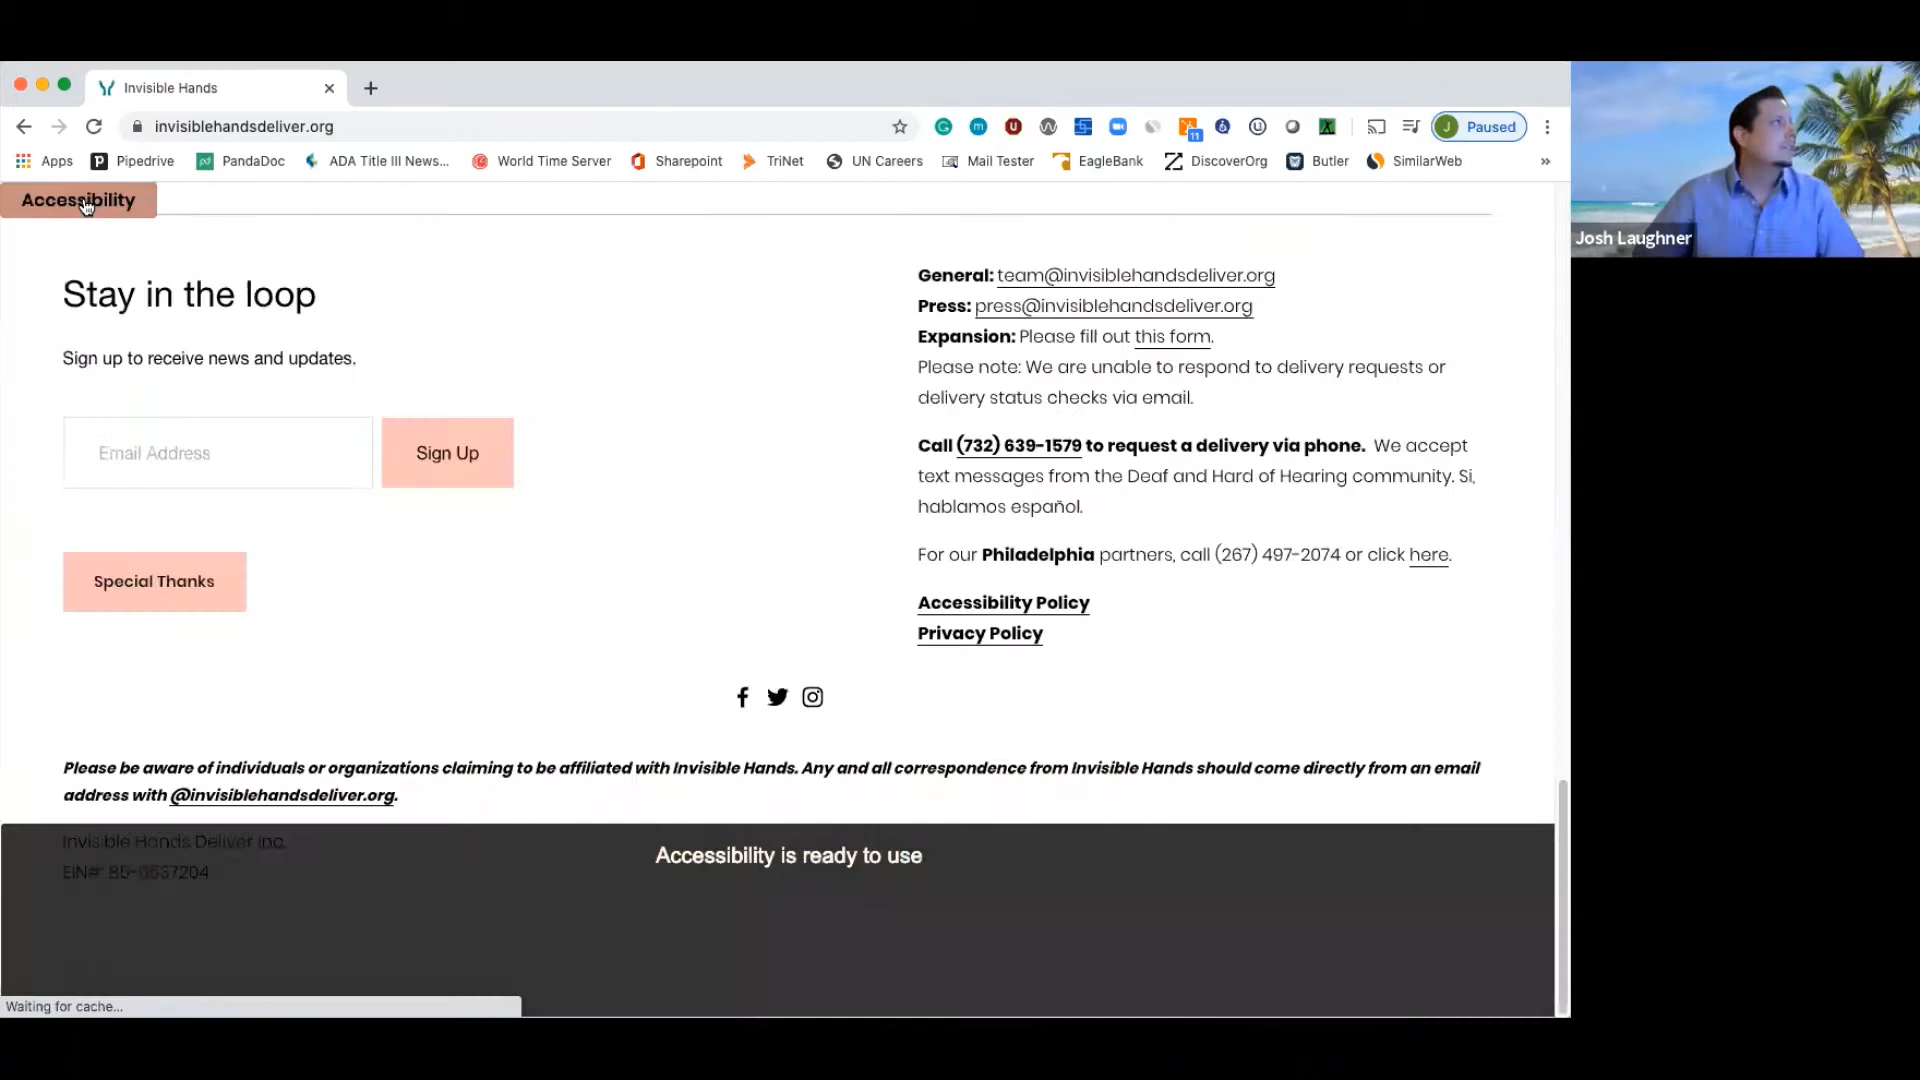 Invisible Hands
invisiblehandsdeliver.org
11
J Paused
Apps Pipedrive PandaDoc ADA Title III News... World Time Server Sharepoint TriNet UN Careers Mail Tester EagleBank DiscoverOrg Butler SimilarWeb »
Accessibility
Josh Laughner
Stay in the loop
Sign up to receive news and updates.
Email Address
Sign Up
Special Thanks
General: team@invisiblehandsdeliver.org
Press: press@invisiblehandsdeliver.org
Expansion: Please fill out this form.
Please note: We are unable to respond to delivery requests or
delivery status checks via email.
Call (732) 639-1579 to request a delivery via phone. We accept
text messages from the Deaf and Hard of Hearing community. Si,
hablamos español.
For our Philadelphia partners, call (267) 497-2074 or click here.
Accessibility Policy
Privacy Policy
Please be aware of individuals or organizations claiming to be affiliated with Invisible Hands. Any and all correspondence from Invisible Hands should come directly from an email
address with @invisiblehandsdeliver.org.
Invisible Hands Deliver Inc.
EIN#: 85-0637204
Accessibility is ready to use
Waiting for cache...